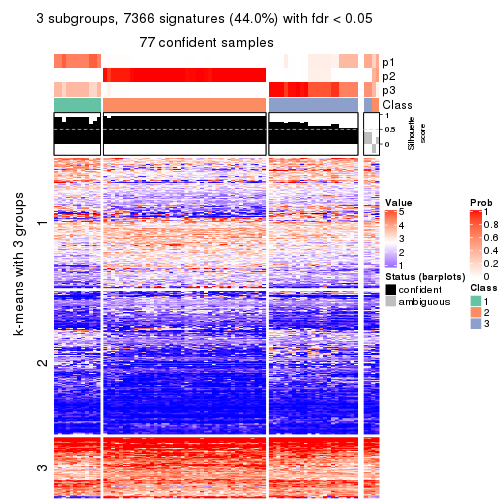 3 subgroups, 7366 signatures (44.0%) with fdr < 0.05
77 confident samples
p1
p2
p3
Class
1
0.5
0
Silhouette
score
k-means with 3 groups
1
2
3
Value
5
4
3
2
1
Status (barplots)
confident
ambiguous
Prob
1
0.8
0.6
0.4
0.2
0
Class
1
2
3